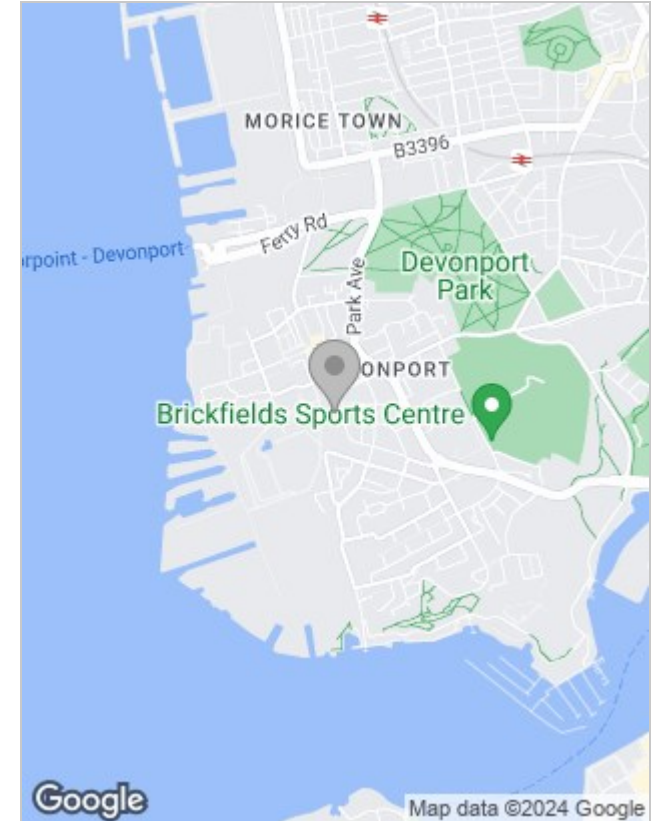 MORICE TOWN
B3396
Ferry Rd
rpoint - Devonport
Devonport
Park
Park Ave
ONPORT
Brickfields Sports Centre
Google
Map data ©2024 Google